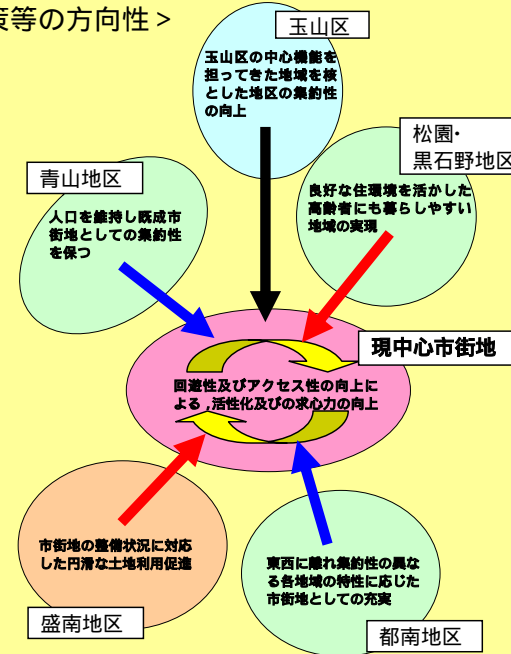 策等の方向性＞
玉山区
玉山区の中心機能を
担ってきた地域を核
とした地区の集約性
の向上
松園・
黒石野地区
良好な住環境を活かした
高齢者にも暮らしやすい
地域の実現
青山地区
人口を維持し既成市
街地としての集約性
を保つ
現中心市街地
回遊性及びアクセス性の向上に
よる，活性化及びの求心力の向上
市街地の整備状況に対応
した円滑な土地利用促進
盛南地区
東西に離れ集約性の異な
る各地域の特性に応じた
市街地としての充実
都南地区